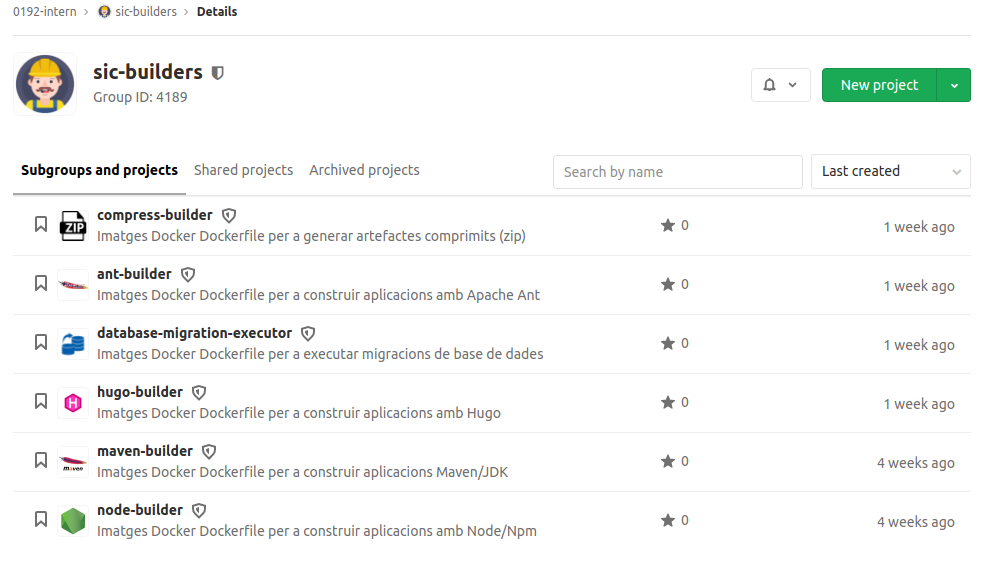 0192-intern > sic-builders > Details
sic-builders
Group ID: 4189
New project
Subgroups and projects Shared projects Archived projects Search by name Last created
ZIP compress-builder
Imatges Docker Dockerfile per a generar artefactes comprimits (zip) 0 1 week ago
ant-builder
Imatges Docker Dockerfile per a construir aplicacions amb Apache Ant 0 1 week ago
database-migration-executor
Imatges Docker Dockerfile per a executar migracions de base de dades 0 1 week ago
H hugo-builder
Imatges Docker Dockerfile per a construir aplicacions amb Hugo 0 1 week ago
maven maven-builder
Imatges Docker Dockerfile per a construir aplicacions Maven/JDK 0 4 weeks ago
node-builder
Imatges Docker Dockerfile per a construir aplicacions amb Node/Npm 0 4 weeks ago